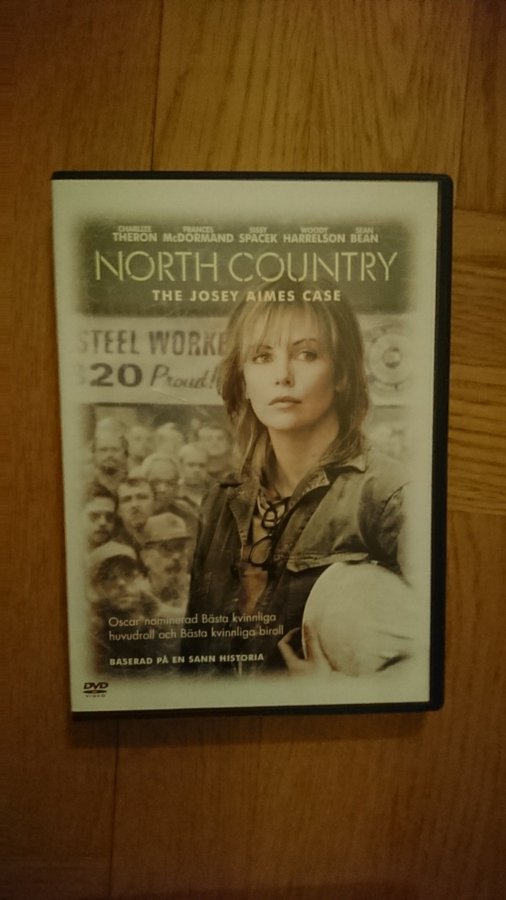 CHARLIZE THERON FRANCES McDORMAND SISSY SPACEK WOODY HARRELSON SEAN BEAN
NORTH COUNTRY
THE JOSEY AIMES CASE
STEEL WORKE
20 Proud
Oscar nominerad Bästa kvinnliga
huvudroll och Bästa kvinnliga biroll
BASERAD PÅ EN SANN HISTORIA
DVD
VIDEO